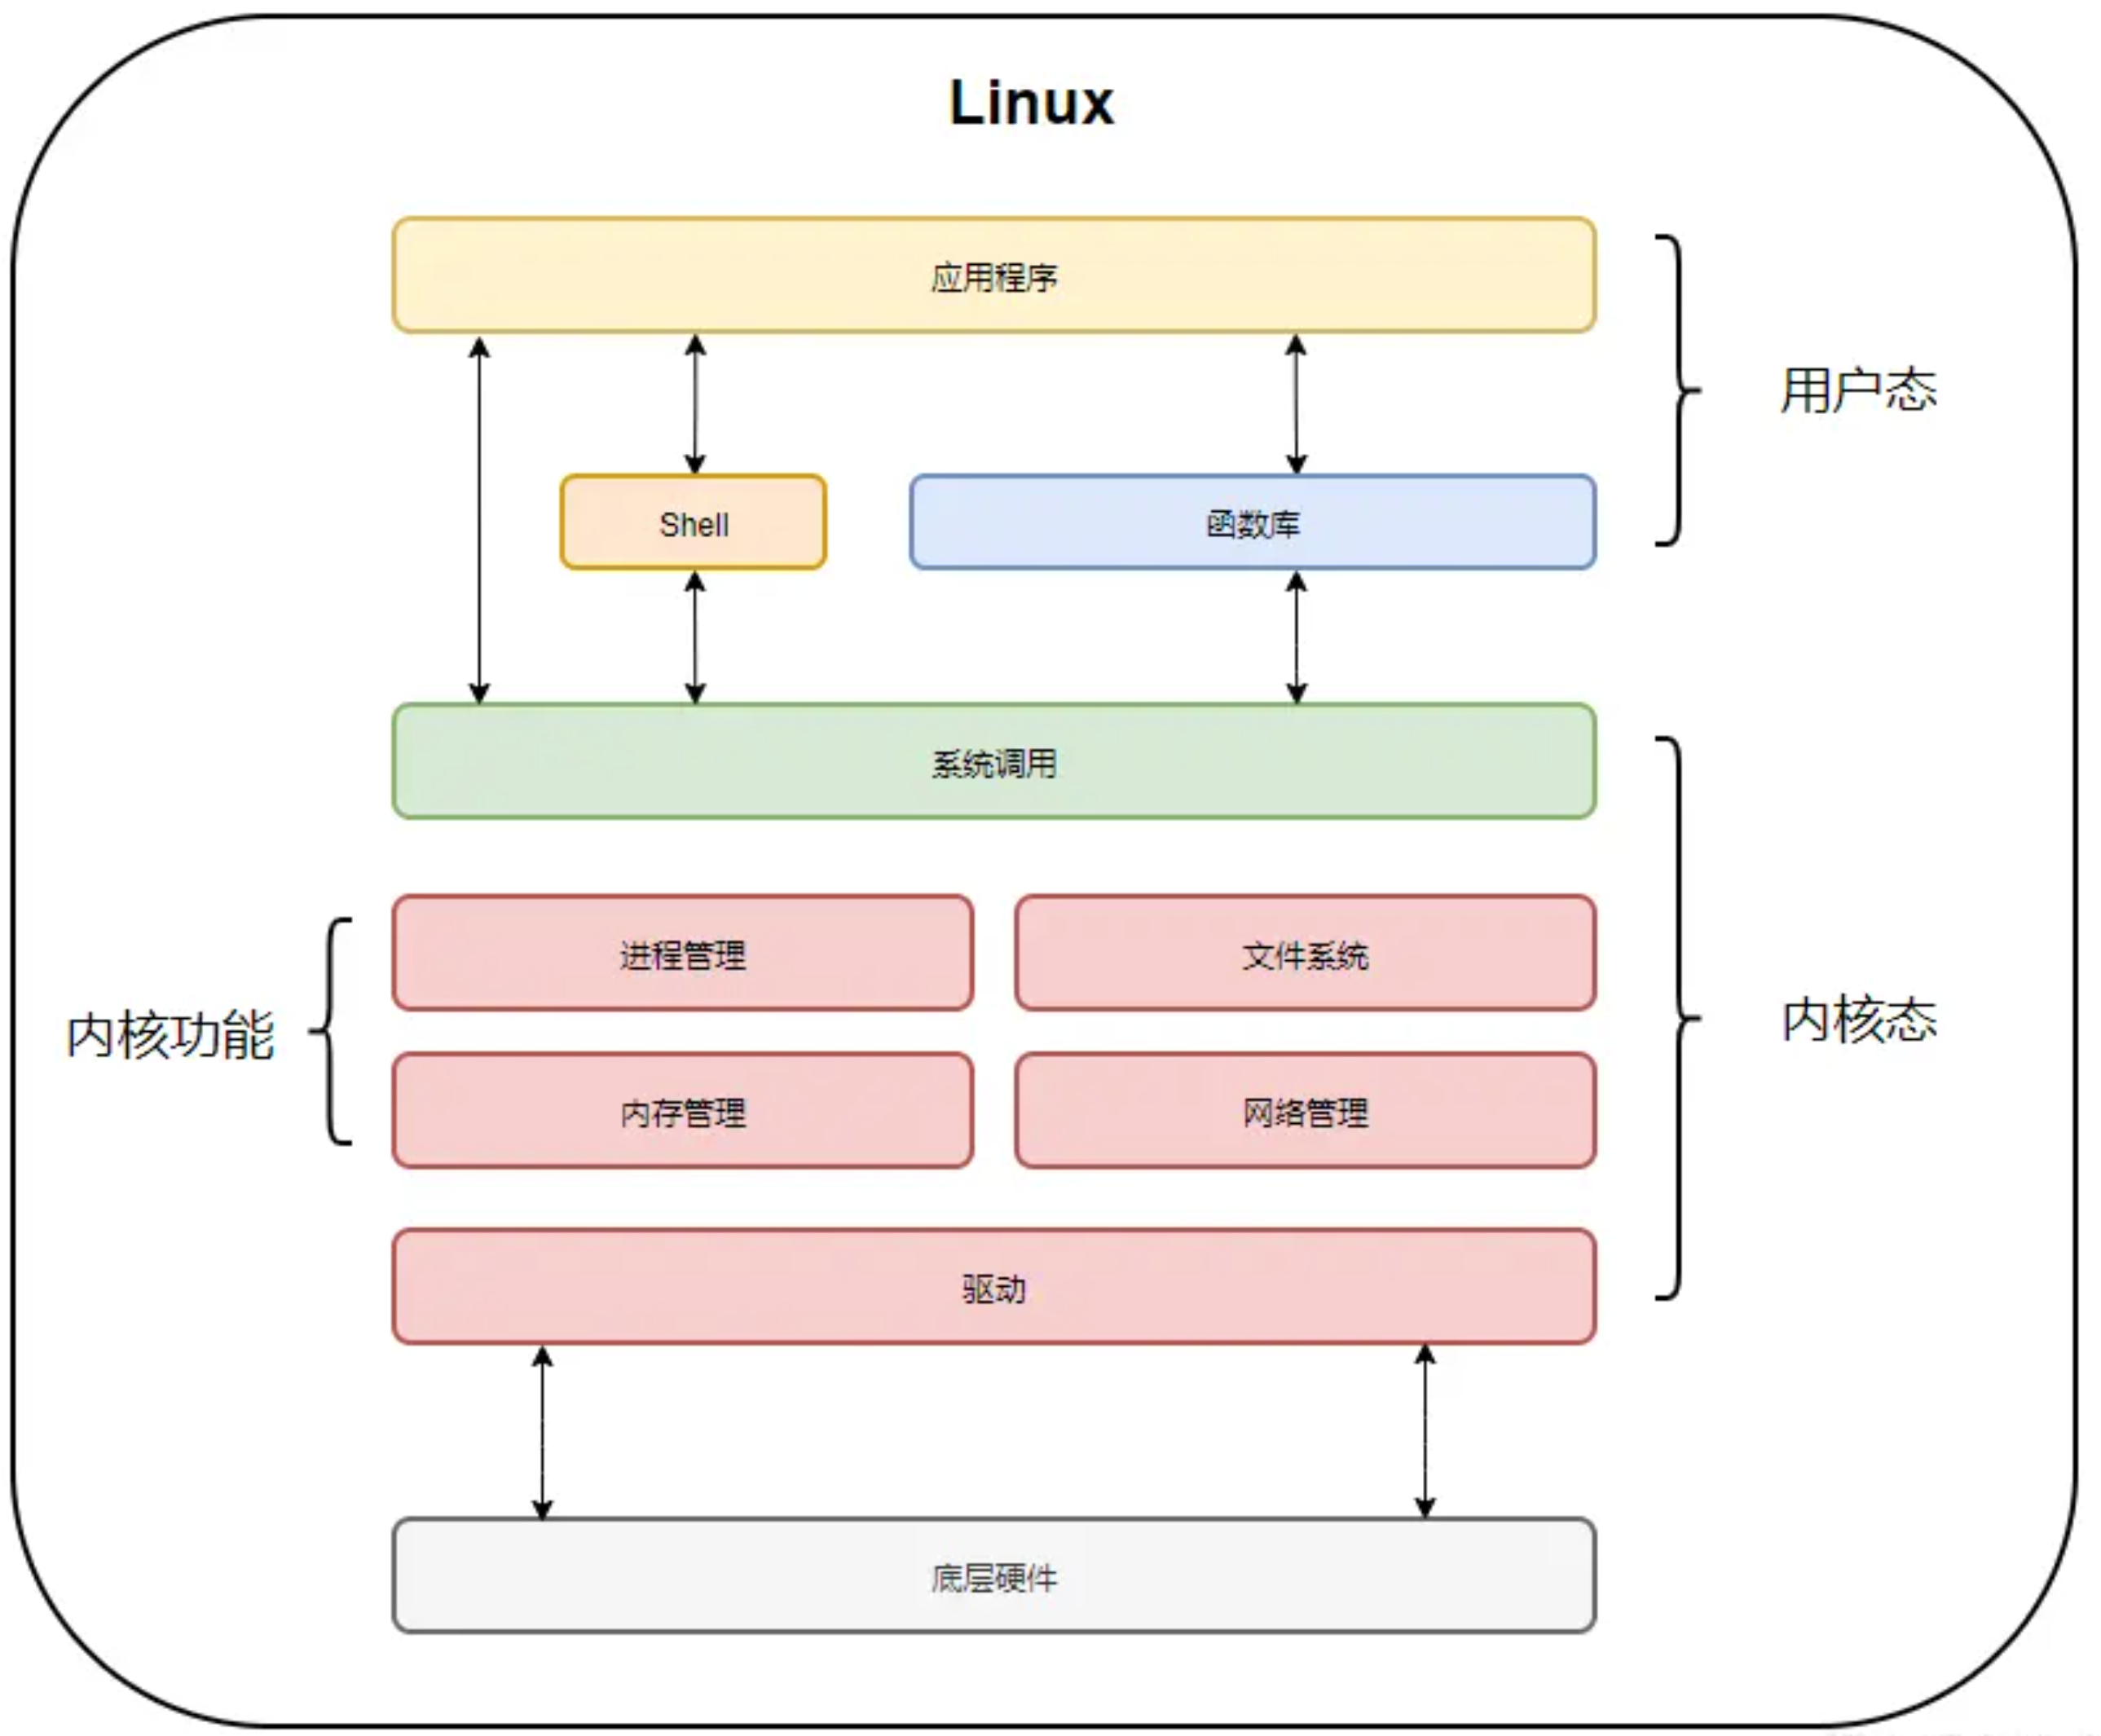 Linux
应用程序
用户态
Shell
函数库
系统调用
进程管理
文件系统
内核功能
内核态
内存管理
网络管理
驱动
底层硬件